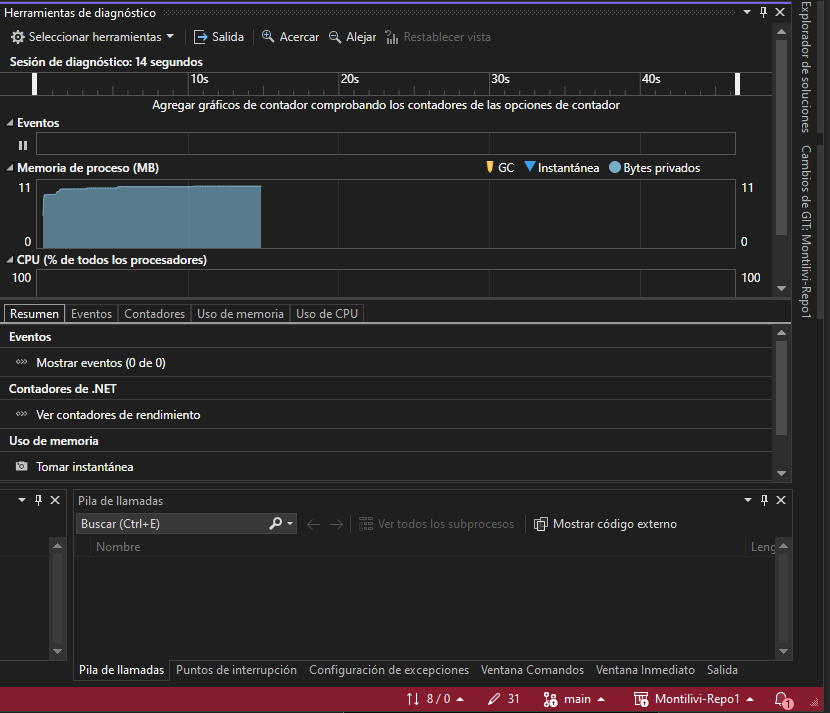 Herramientas de diagnóstico
Seleccionar herramientas Salida Acercar Alejar Restablecer vista
Sesión de diagnóstico: 14 segundos
10s 20s 30s 40s
Agregar gráficos de contador comprobando los contadores de las opciones de contador
Eventos
Memoria de proceso (MB) GC Instantánea Bytes privados
11 11
0 0
CPU (% de todos los procesadores)
100 100
Resumen Eventos Contadores Uso de memoria Uso de CPU
Eventos
Mostrar eventos (0 de 0)
Contadores de .NET
Ver contadores de rendimiento
Uso de memoria
Tomar instantánea
Explorador de soluciones
Cambios de GIT: Montilivi-Repo1
Pila de llamadas
Buscar (Ctrl+E) Ver todos los subprocesos Mostrar código externo
Nombre Leng
Pila de llamadas Puntos de interrupción Configuración de excepciones Ventana Comandos Ventana Inmediato Salida
8 / 0 31 main Montilivi-Repo1 1